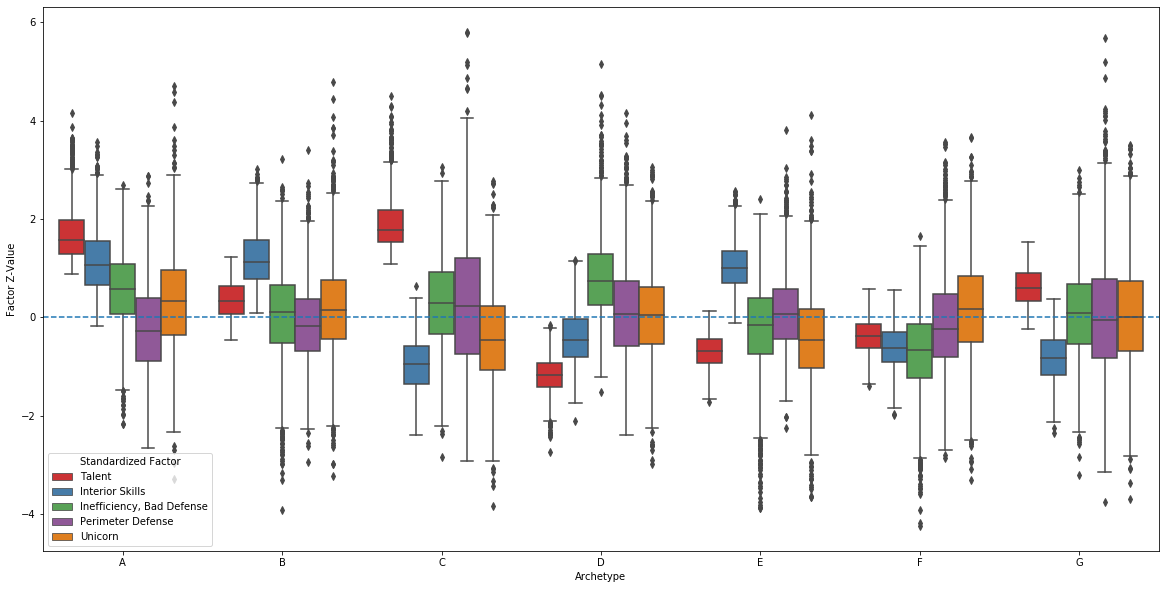 6
4
2
0
−2
−4
Factor Z-Value
Standardized Factor
Talent
Interior Skills
Inefficiency, Bad Defense
Perimeter Defense
Unicorn
A B C D E F G
Archetype